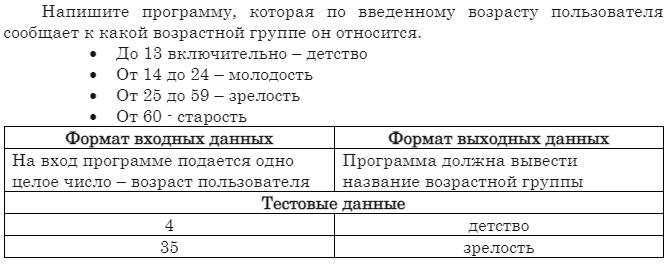 Напишите программу, которая по введенному возрасту пользователя
сообщает к какой возрастной группе он относится.
• До 13 включительно – детство
• От 14 до 24 – молодость
• От 25 до 59 – зрелость
• От 60 - старость
Формат входных данных Формат выходных данных
На вход программе подается одно Программа должна вывести
целое число – возраст пользователя название возрастной группы
Тестовые данные
4 детство
35 зрелость